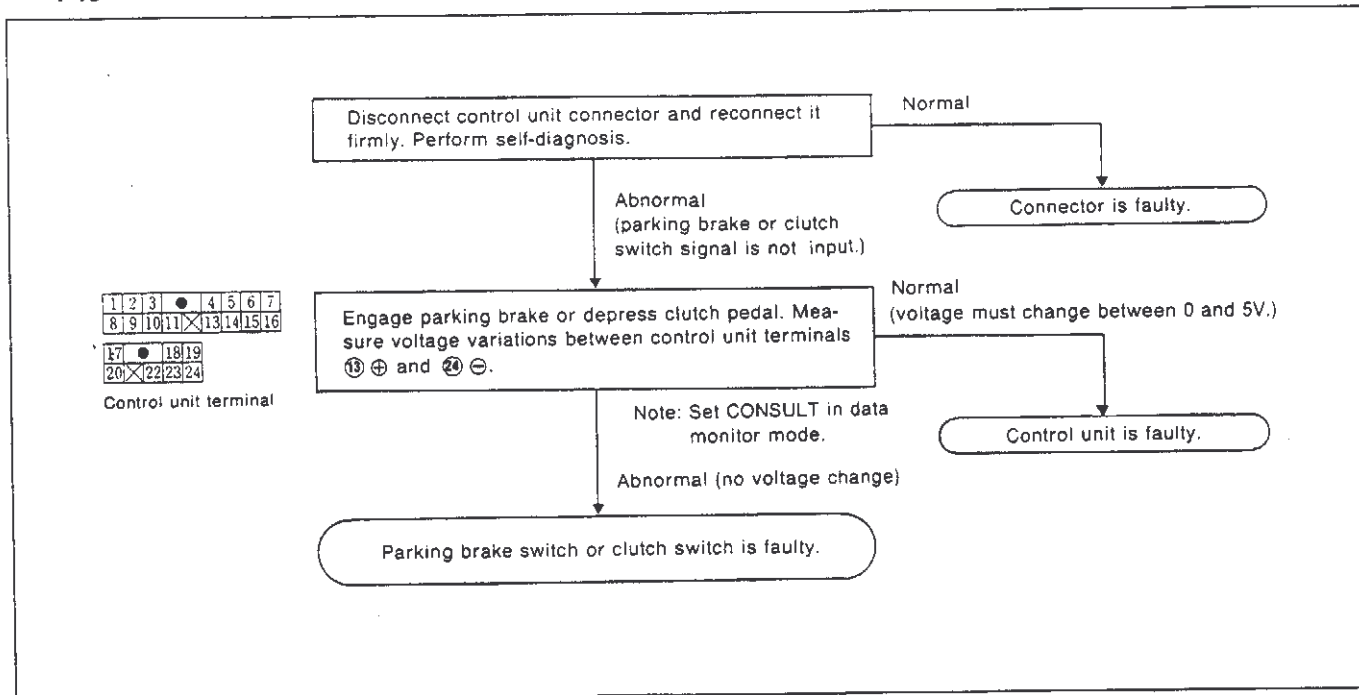 Disconnect control unit connector and reconnect it
firmly. Perform self-diagnosis.
Normal
Connector is faulty.
Abnormal
(parking brake or clutch
switch signal is not input.)
1 2 3 ● 4 5 6 7
8 9 10 11 ☒ 13 14 15 16
17 ● 18 19
20 ☒ 22 23 24
Control unit terminal
Engage parking brake or depress clutch pedal. Mea-
sure voltage variations between control unit terminals
⑬ ⊕ and ㉔ ⊖.
Normal
(voltage must change between 0 and 5V.)
Control unit is faulty.
Note: Set CONSULT in data
monitor mode.
Abnormal (no voltage change)
Parking brake switch or clutch switch is faulty.